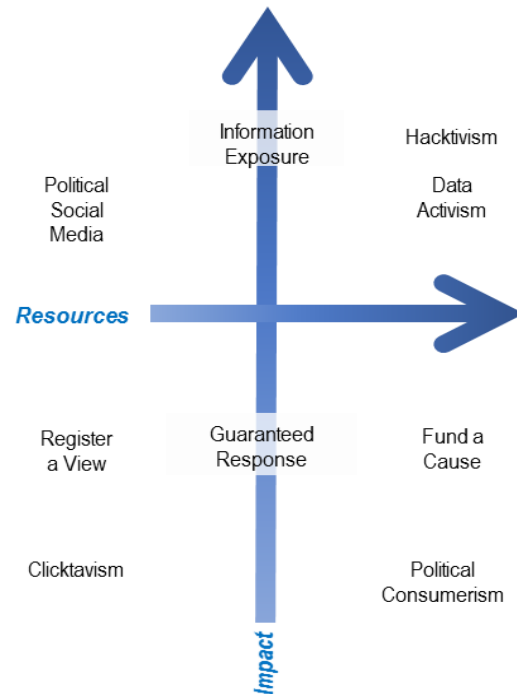 Information
Exposure
Hacktivism
Political
Social
Media
Data
Activism
Resources
Register
a View
Guaranteed
Response
Fund a
Cause
Clicktavism
Political
Consumerism
Impact